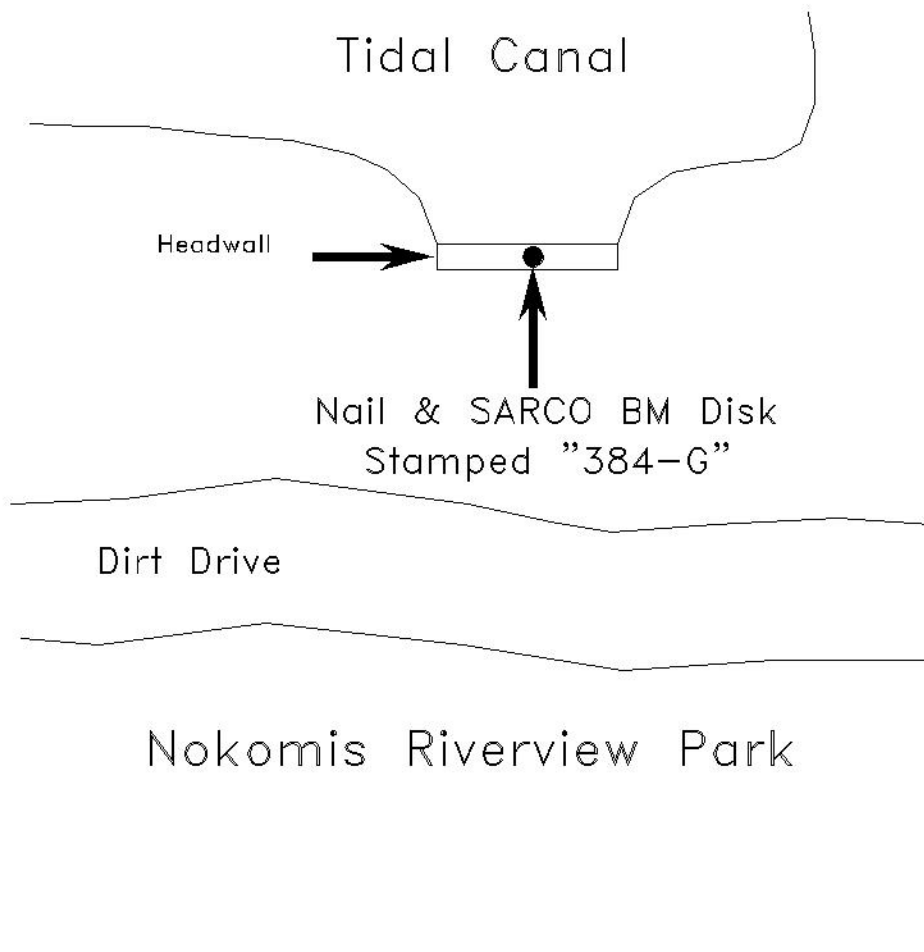 Tidal Canal
Headwall
Nail & SARCO BM Disk
Stamped ”384-G”
Dirt Drive
Nokomis Riverview Park